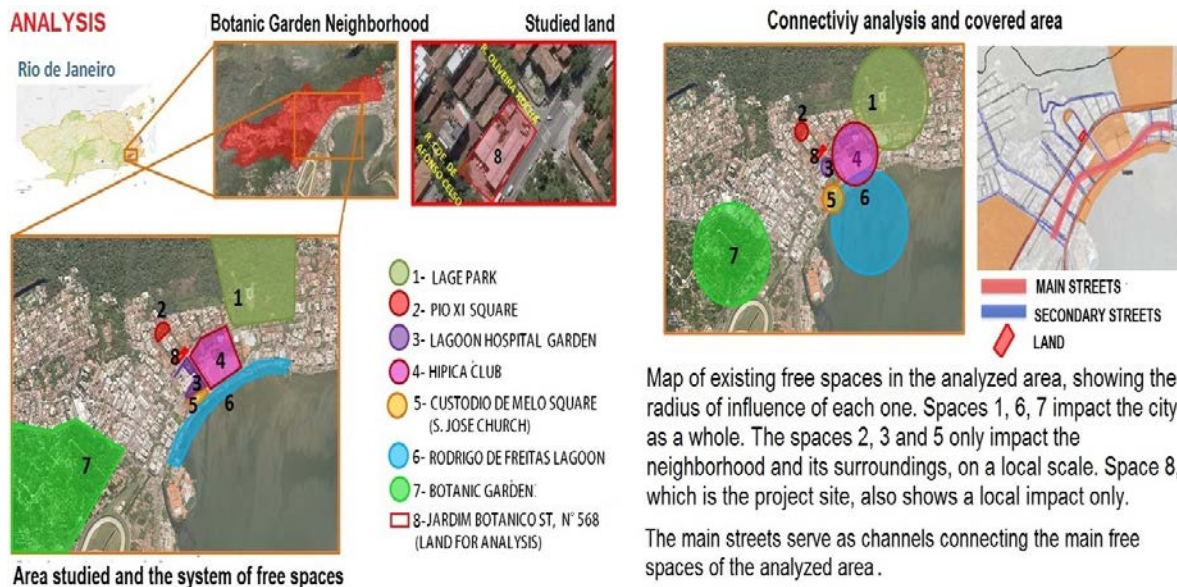 ANALYSIS
Botanic Garden Neighborhood
Studied land
Rio de Janeiro
8
R. CDE. DE
AFONSO CELSO
1
2
8
4
3
5
6
7
1- LAGE PARK
2- PIO XI SQUARE
3- LAGOON HOSPITAL GARDEN
4- HIPICA CLUB
5- CUSTODIO DE MELO SQUARE
(S. JOSE CHURCH)
6- RODRIGO DE FREITAS LAGOON
7- BOTANIC GARDEN
8-JARDIM BOTANICO ST, N° 568
(LAND FOR ANALYSIS)
Area studied and the system of free spaces
Connectiviy analysis and covered area
1
2
8
4
3
5
6
7
MAIN STREETS
SECONDARY STREETS
LAND
Map of existing free spaces in the analyzed area, showing the
radius of influence of each one. Spaces 1, 6, 7 impact the city
as a whole. The spaces 2, 3 and 5 only impact the
neighborhood and its surroundings, on a local scale. Space 8,
which is the project site, also shows a local impact only.
The main streets serve as channels connecting the main free
spaces of the analyzed area .